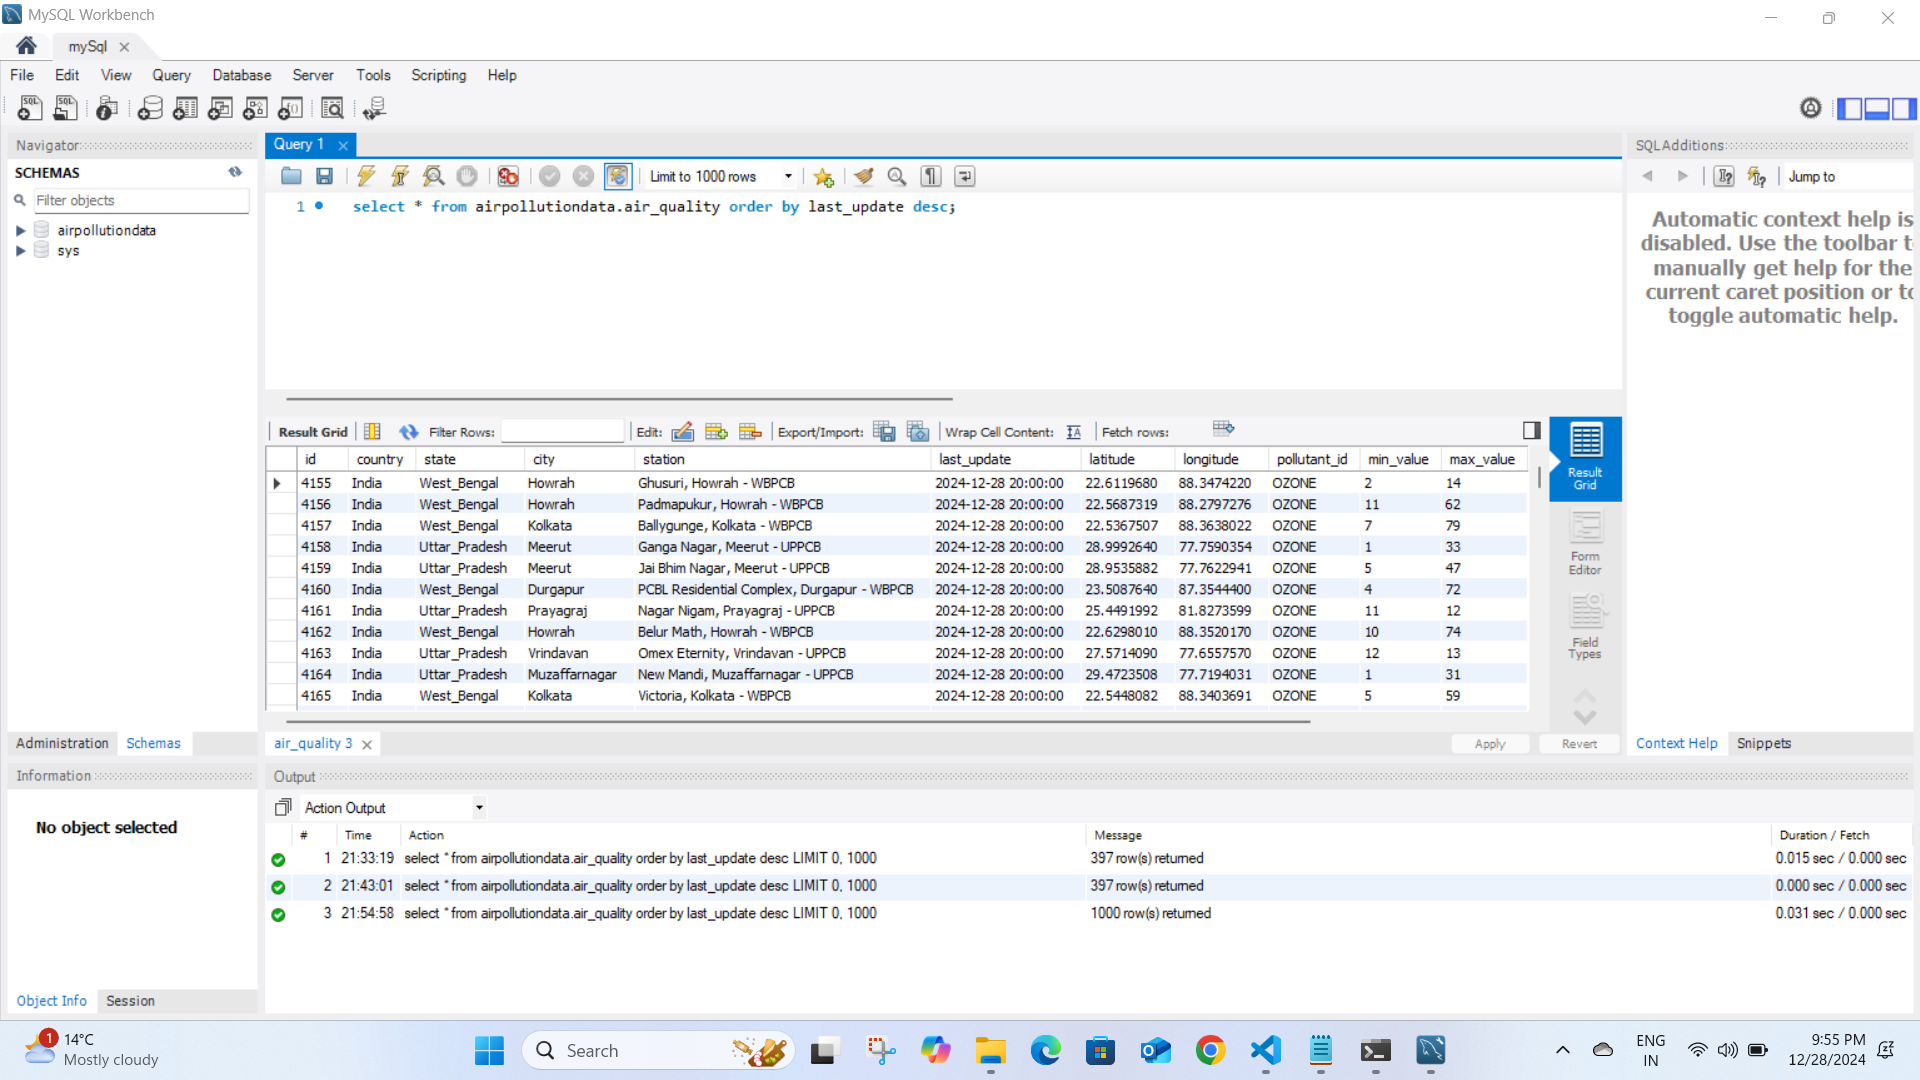 MySQL Workbench
mySql
File Edit View Query Database Server Tools Scripting Help
Navigator
SCHEMAS
Filter objects
airpollutiondata
sys
Administration Schemas
Information
No object selected
Object Info Session
Query 1
Limit to 1000 rows
1 select * from airpollutiondata.air_quality order by last_update desc;
Result Grid Filter Rows: Edit: Export/Import: Wrap Cell Content: Fetch rows:
id country state city station last_update latitude longitude pollutant_id min_value max_value
4155 India West_Bengal Howrah Ghusuri, Howrah - WBPCB 2024-12-28 20:00:00 22.6119680 88.3474220 OZONE 2 14
4156 India West_Bengal Howrah Padmapukur, Howrah - WBPCB 2024-12-28 20:00:00 22.5687319 88.2797276 OZONE 11 62
4157 India West_Bengal Kolkata Ballygunge, Kolkata - WBPCB 2024-12-28 20:00:00 22.5367507 88.3638022 OZONE 7 79
4158 India Uttar_Pradesh Meerut Ganga Nagar, Meerut - UPPCB 2024-12-28 20:00:00 28.9992640 77.7590354 OZONE 1 33
4159 India Uttar_Pradesh Meerut Jai Bhim Nagar, Meerut - UPPCB 2024-12-28 20:00:00 28.9535882 77.7622941 OZONE 5 47
4160 India West_Bengal Durgapur PCBL Residential Complex, Durgapur - WBPCB 2024-12-28 20:00:00 23.5087640 87.3544400 OZONE 4 72
4161 India Uttar_Pradesh Prayagraj Nagar Nigam, Prayagraj - UPPCB 2024-12-28 20:00:00 25.4491992 81.8273599 OZONE 11 12
4162 India West_Bengal Howrah Belur Math, Howrah - WBPCB 2024-12-28 20:00:00 22.6298010 88.3520170 OZONE 10 74
4163 India Uttar_Pradesh Vrindavan Omex Eternity, Vrindavan - UPPCB 2024-12-28 20:00:00 27.5714090 77.6557570 OZONE 12 13
4164 India Uttar_Pradesh Muzaffarnagar New Mandi, Muzaffarnagar - UPPCB 2024-12-28 20:00:00 29.4723508 77.7194031 OZONE 1 31
4165 India West_Bengal Kolkata Victoria, Kolkata - WBPCB 2024-12-28 20:00:00 22.5448082 88.3403691 OZONE 5 59
Result
Grid
Form
Editor
Field
Types
air_quality 3 Apply Revert
SQLAdditions
Jump to
Automatic context help is
disabled. Use the toolbar t
manually get help for the
current caret position or to
toggle automatic help.
Context Help Snippets
Output
Action Output
# Time Action Message Duration / Fetch
1 21:33:19 select * from airpollutiondata.air_quality order by last_update desc LIMIT 0, 1000 397 row(s) returned 0.015 sec / 0.000 sec
2 21:43:01 select * from airpollutiondata.air_quality order by last_update desc LIMIT 0, 1000 397 row(s) returned 0.000 sec / 0.000 sec
3 21:54:58 select * from airpollutiondata.air_quality order by last_update desc LIMIT 0, 1000 1000 row(s) returned 0.031 sec / 0.000 sec
1
14°C
Mostly cloudy
Search
ENG
IN
9:55 PM
12/28/2024